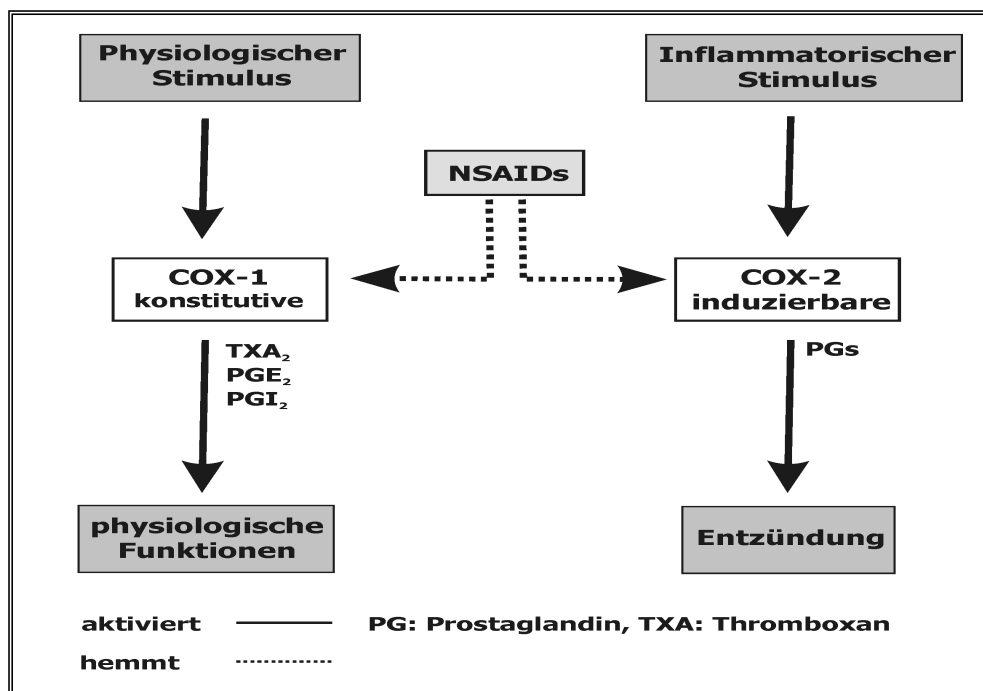 Physiologischer
Stimulus
Inflammatorischer
Stimulus
NSAIDs
COX-1
konstitutive
COX-2
induzierbare
TXA₂
PGE₂
PGI₂
PGs
physiologische
Funktionen
Entzündung
aktiviert
PG: Prostaglandin, TXA: Thromboxan
hemmt